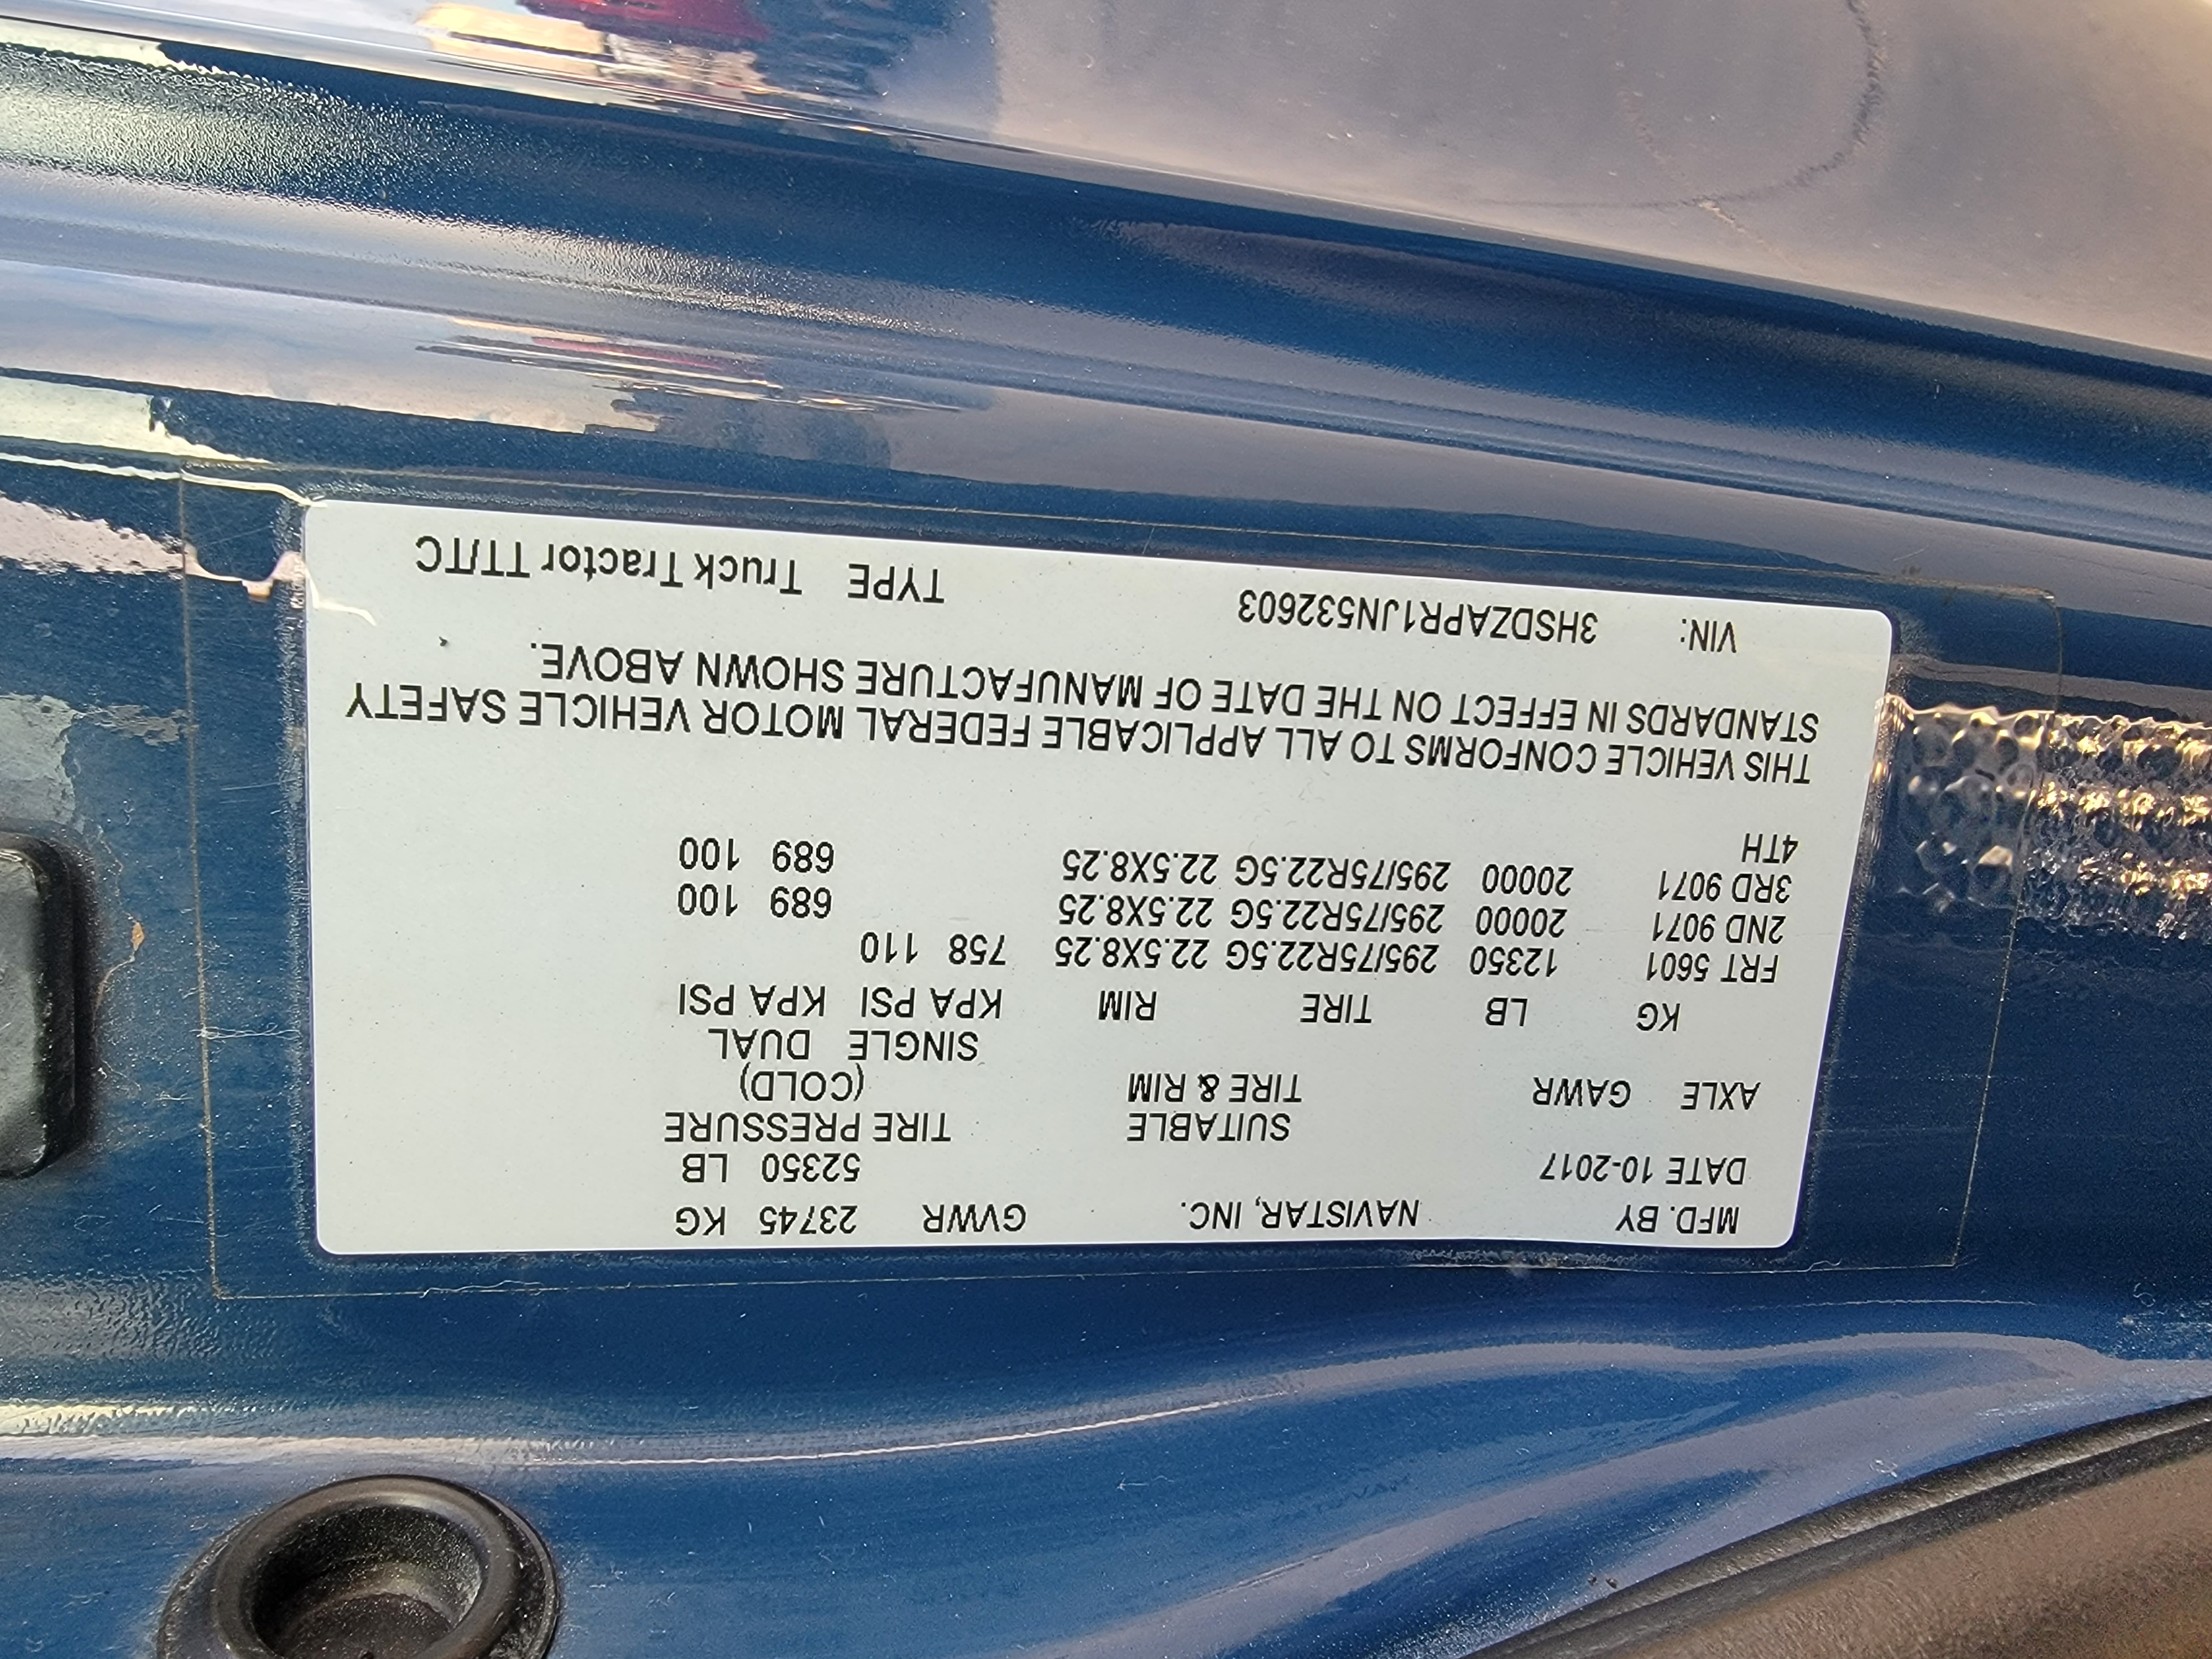 MFD. BY NAVISTAR, INC. GVWR 23745 KG
DATE 10-2017 52350 LB
SUITABLE TIRE PRESSURE
AXLE GAWR TIRE & RIM (COLD)
SINGLE DUAL
KG LB TIRE RIM KPA PSI KPA PSI
FRT 5601 12350 295/75R22.5G 22.5X8.25 758 110
2ND 9071 20000 295/75R22.5G 22.5X8.25 689 100
3RD 9071 20000 295/75R22.5G 22.5X8.25 689 100
4TH
THIS VEHICLE CONFORMS TO ALL APPLICABLE FEDERAL MOTOR VEHICLE SAFETY
STANDARDS IN EFFECT ON THE DATE OF MANUFACTURE SHOWN ABOVE.
VIN: 3HSDZAPR1JN532603 TYPE Truck Tractor TT/TC